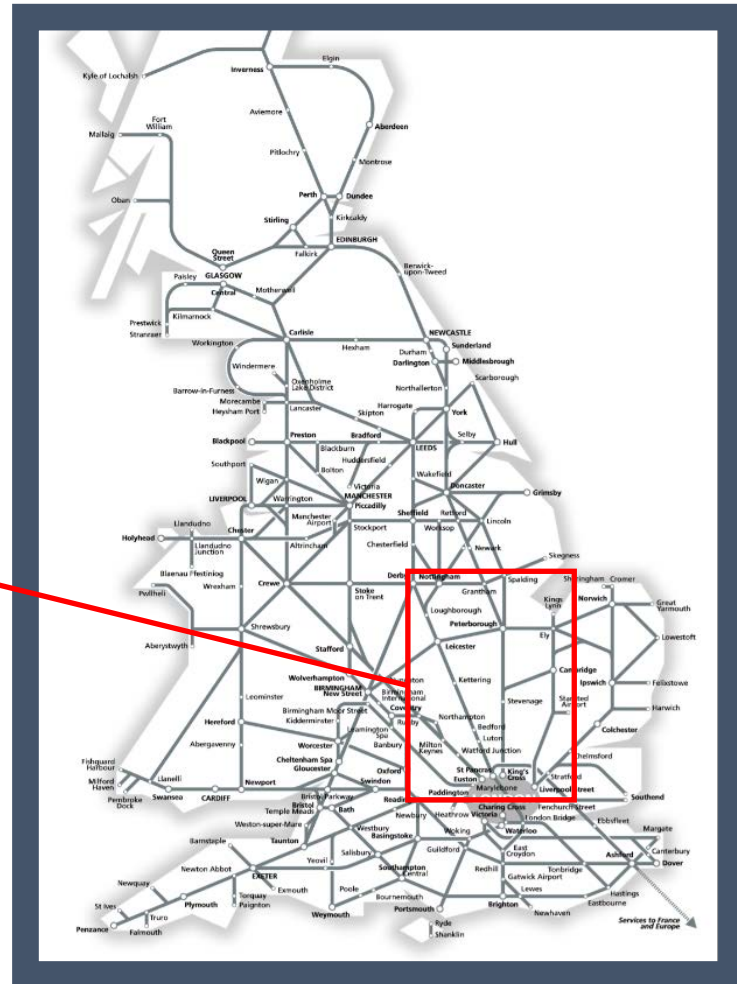 Elgin
Inverness
Kyle of Lochalsh
Aviemore
Fort
William
Aberdeen
Mallaig
Pitlochry
Montrose
Perth
Dundee
Oban
Kirkcaldy
Stirling
EDINBURGH
Queen
Street
Falkirk
Berwick-
upon-Tweed
Paisley
GLASGOW
Central
Motherwell
Kilmarnock
Prestwick
Stranraer
Carlisle
NEWCASTLE
Workington
Hexham
Sunderland
Durham
Darlington
Middlesbrough
Windermere
Oxenholme
Lake District
Scarborough
Barrow-in-Furness
Northallerton
Morecambe
Heysham Port
Lancaster
Harrogate
York
Skipton
Blackpool
Preston
Bradford
Selby
Hull
Blackburn
LEEDS
Southport
Huddersfield
Bolton
Wakefield
Wigan
Victoria
Doncaster
LIVERPOOL
Warrington
MANCHESTER
Piccadilly
Grimsby
Manchester
Airport
Sheffield
Retford
Lincoln
Llandudno
Stockport
Worksop
Chester
Holyhead
Llandudno
Junction
Altrincham
Chesterfield
Newark
Skegness
Blaenau Ffestiniog
Crewe
Derby
Nottingham
Spalding
Sheringham
Cromer
Pwllheli
Wrexham
Stoke
on Trent
Grantham
Kings
Lynn
Norwich
Great
Yarmouth
Loughborough
Shrewsbury
Peterborough
Ely
Lowestoft
Aberystwyth
Stafford
Leicester
Wolverhampton
Cambridge
BIRMINGHAM
New Street
Birmingham
International
Kettering
Ipswich
Felixstowe
Leominster
Stansted
Airport
Birmingham Moor Street
Coventry
Stevenage
Harwich
Kidderminster
Rugby
Northampton
Hereford
Leamington
Spa
Bedford
Colchester
Worcester
Banbury
Milton
Keynes
Luton
Abergavenny
Watford Junction
Chelmsford
Cheltenham Spa
Fishguard
Harbour
Gloucester
Oxford
St Pancras
King's
Cross
Stratford
Llanelli
Newport
Swindon
Euston
Milford
Haven
Marylebone
Liverpool Street
Paddington
Southend
Pembroke
Dock
Swansea
CARDIFF
Bristol Parkway
Reading
Bristol
Temple Meads
Bath
Charing Cross
Fenchurch Street
Newbury
Heathrow
Victoria
London Bridge
Ebbsfleet
Weston-super-Mare
Westbury
Waterloo
Margate
Basingstoke
Woking
Barnstaple
Taunton
East
Croydon
Canterbury
Salisbury
Guildford
Ashford
Dover
Newton Abbot
Yeovil
Southampton
Central
Redhill
Tonbridge
EXETER
Gatwick Airport
Newquay
Exmouth
Poole
Bournemouth
Lewes
Hastings
St Ives
Plymouth
Torquay
Paignton
Eastbourne
Weymouth
Portsmouth
Brighton
Newhaven
Truro
Ryde
Services to France
and Europe
Penzance
Falmouth
Shanklin